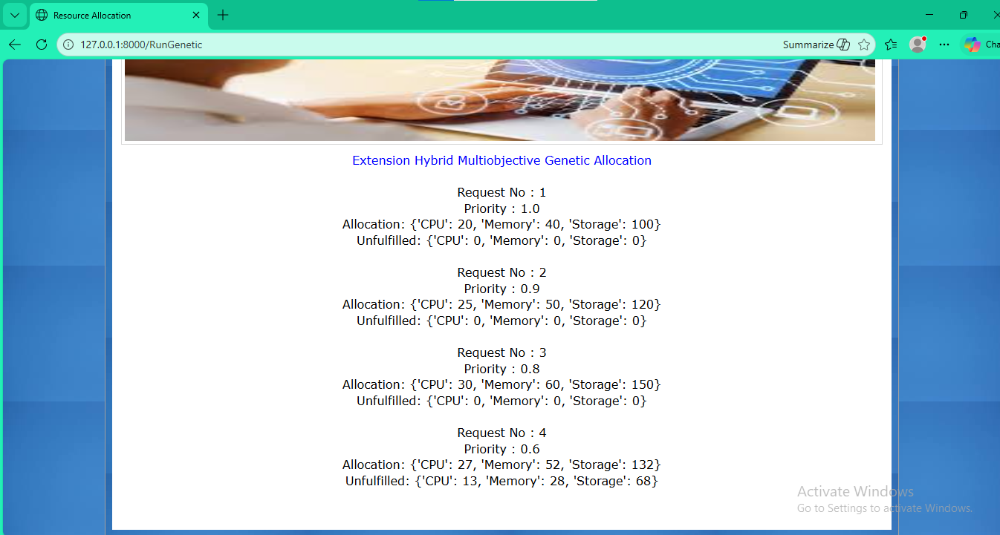 Resource Allocation
127.0.0.1:8000/RunGenetic
Summarize
Cha
Extension Hybrid Multiobjective Genetic Allocation
Request No : 1
Priority : 1.0
Allocation: {'CPU': 20, 'Memory': 40, 'Storage': 100}
Unfulfilled: {'CPU': 0, 'Memory': 0, 'Storage': 0}
Request No : 2
Priority : 0.9
Allocation: {'CPU': 25, 'Memory': 50, 'Storage': 120}
Unfulfilled: {'CPU': 0, 'Memory': 0, 'Storage': 0}
Request No : 3
Priority : 0.8
Allocation: {'CPU': 30, 'Memory': 60, 'Storage': 150}
Unfulfilled: {'CPU': 0, 'Memory': 0, 'Storage': 0}
Request No : 4
Priority : 0.6
Allocation: {'CPU': 27, 'Memory': 52, 'Storage': 132}
Unfulfilled: {'CPU': 13, 'Memory': 28, 'Storage': 68}
Activate Windows
Go to Settings to activate Windows.